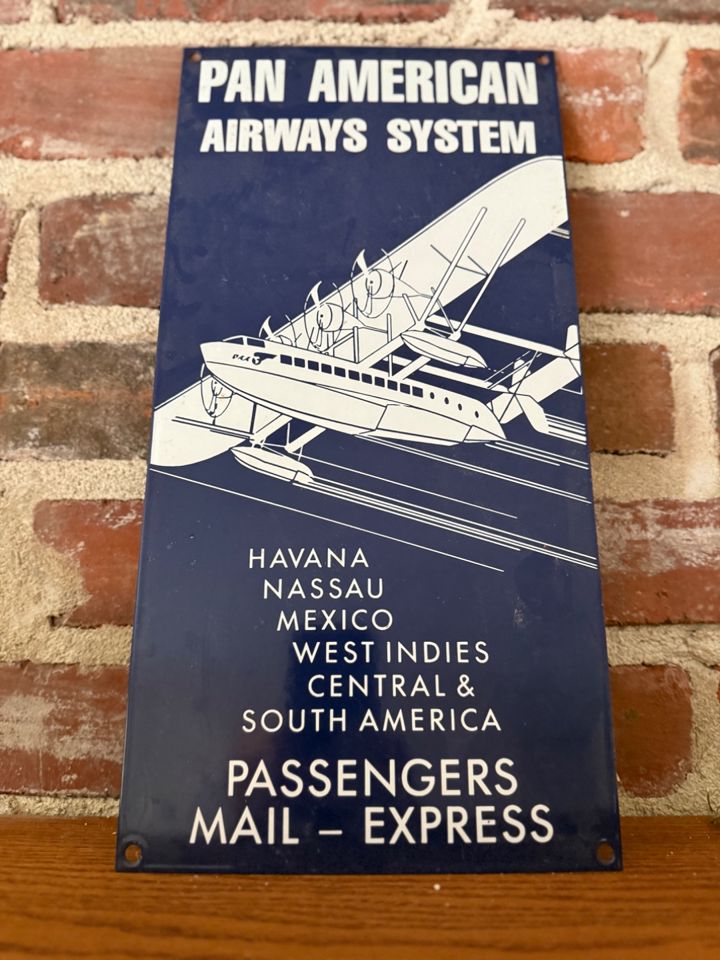 PAN AMERICAN
AIRWAYS SYSTEM
HAVANA
NASSAU
MEXICO
WEST INDIES
CENTRAL &
SOUTH AMERICA
PASSENGERS
MAIL – EXPRESS